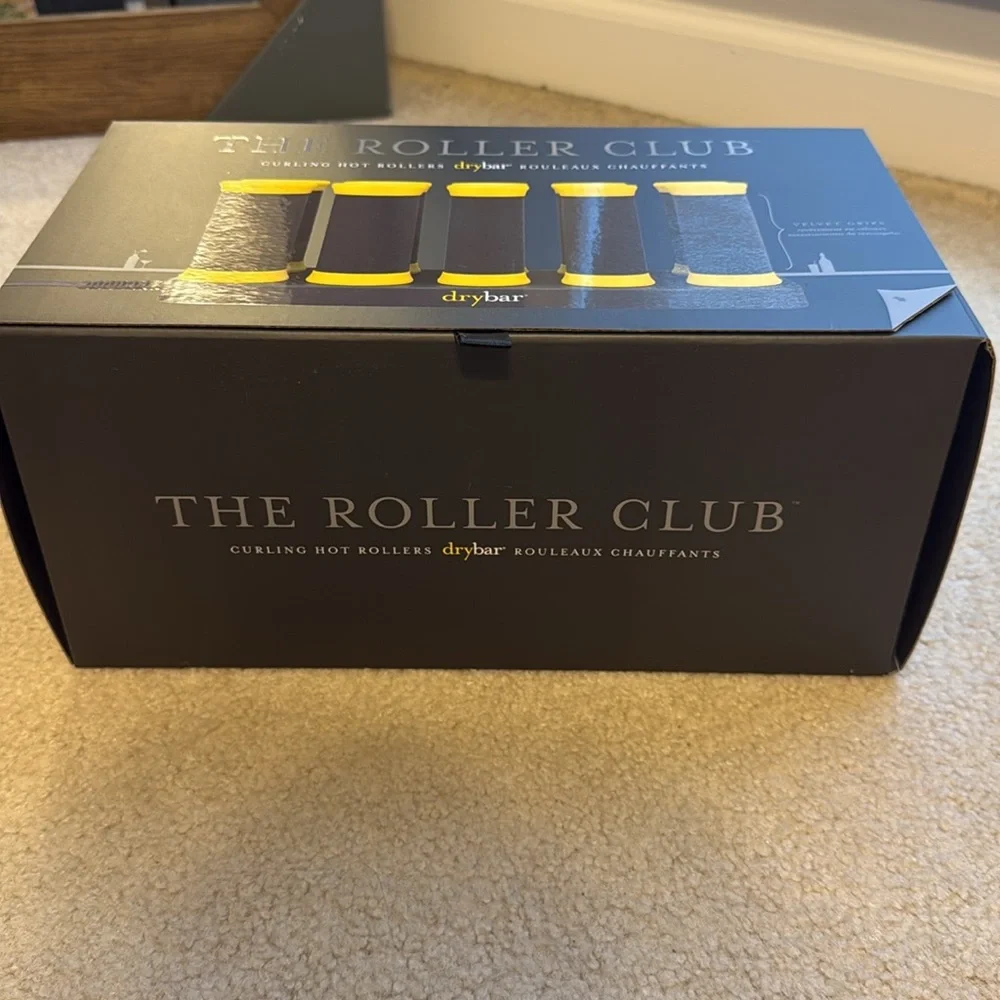 THE ROLLER CLUB
CURLING HOT ROLLERS drybar® ROULEAUX CHAUFFANTS
VELVET GRIPS
drybar®
THE ROLLER CLUB™
CURLING HOT ROLLERS drybar® ROULEAUX CHAUFFANTS